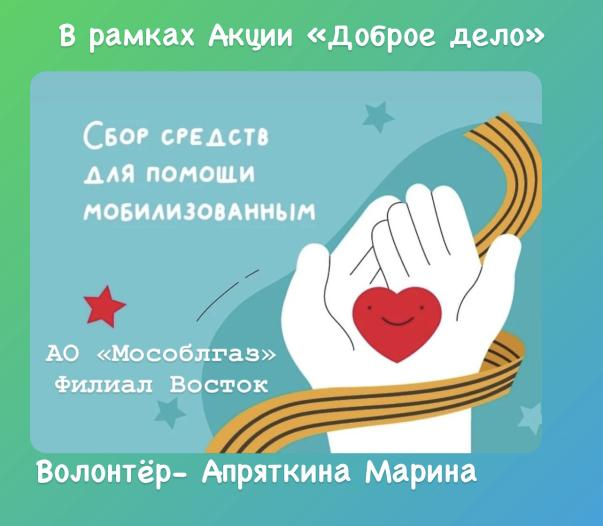 В рамках Акции «Доброе дело»
Сбор средств
для помощи
мобилизованным
АО «Мособлгаз»
Филиал Восток
Волонтёр- Апряткина Марина